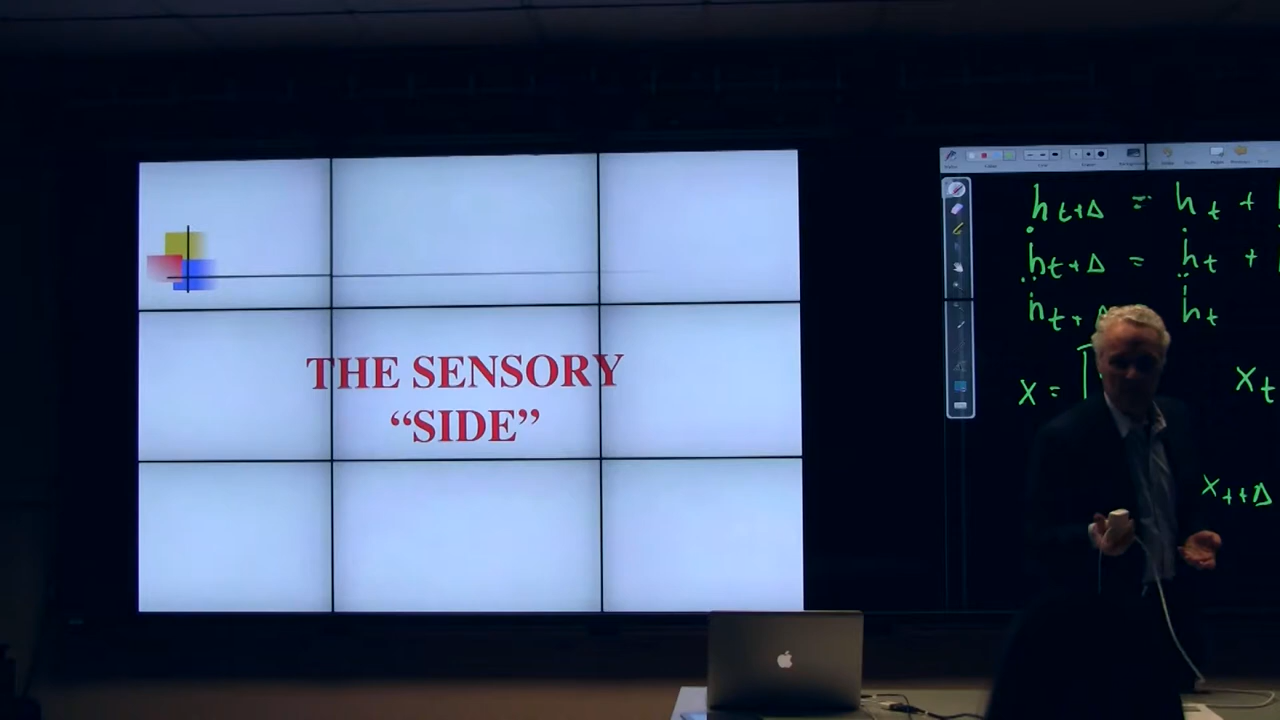 THE SENSORY
“SIDE”
ḣ t+Δ = h t +
ḣ t+Δ = ḣ t +
ḧ t+Δ ḧ t
x = x t
x t+Δ